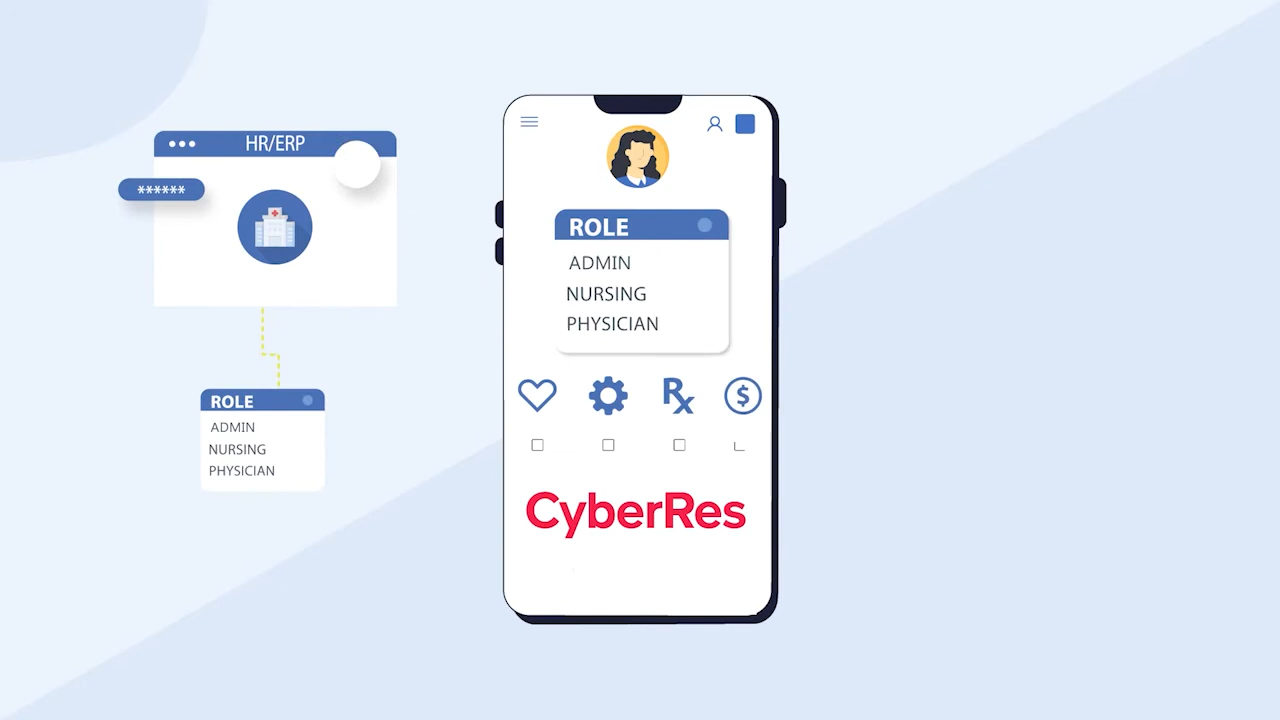 HR/ERP
******
ROLE
ADMIN
NURSING
PHYSICIAN
ROLE
ADMIN
NURSING
PHYSICIAN
Rx
$
CyberRes